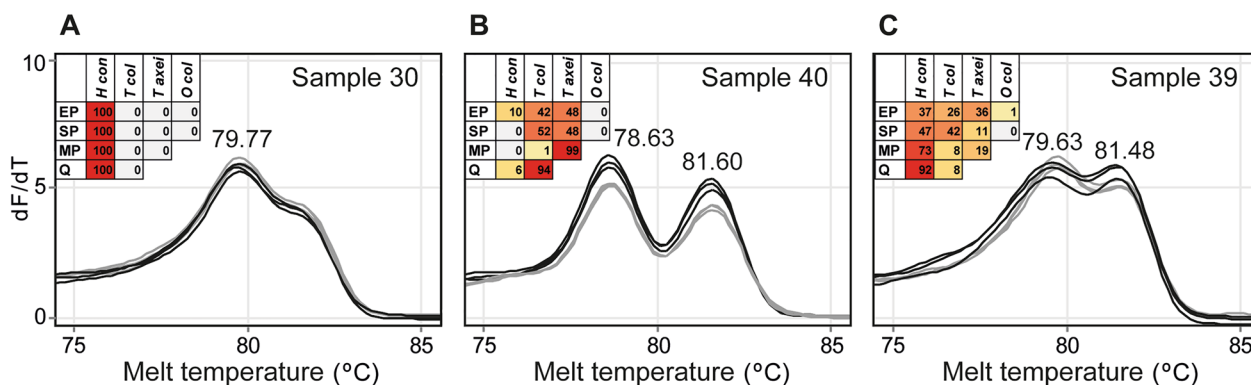 A
H con T col T axei O col
EP 100 0 0 0
SP 100 0 0 0
MP 100 0 0
Q 100 0
Sample 30
79.77
10
5
0
dF/dT
75 80 85
Melt temperature (°C)
B
H con T col T axei O col
EP 10 42 48 0
SP 0 52 48 0
MP 0 1 99
Q 6 94
Sample 40
78.63
81.60
75 80 85
Melt temperature (°C)
C
H con T col T axei O col
EP 37 26 36 1
SP 47 42 11 0
MP 73 8 19
Q 92 8
Sample 39
79.63
81.48
75 80 85
Melt temperature (°C)